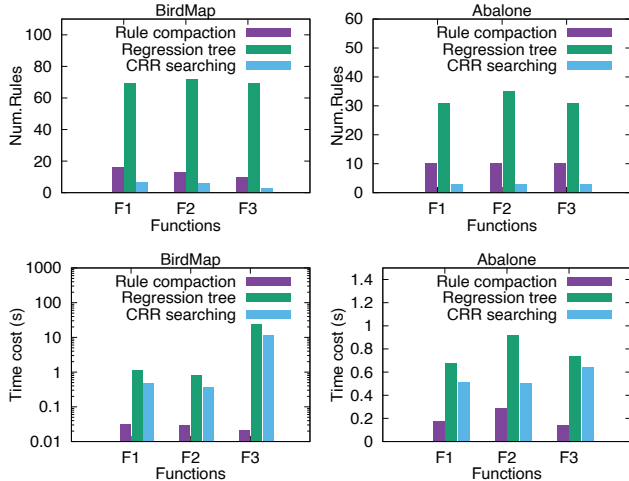 BirdMap
Num.Rules
100
80
60
40
20
0
Rule compaction
Regression tree
CRR searching
F1 F2 F3
Functions
Abalone
Num.Rules
60
50
40
30
20
10
0
Rule compaction
Regression tree
CRR searching
F1 F2 F3
Functions
BirdMap
Time cost (s)
1000
100
10
1
0.1
0.01
Rule compaction
Regression tree
CRR searching
F1 F2 F3
Functions
Abalone
Time cost (s)
1.4
1.2
1
0.8
0.6
0.4
0.2
0
Rule compaction
Regression tree
CRR searching
F1 F2 F3
Functions